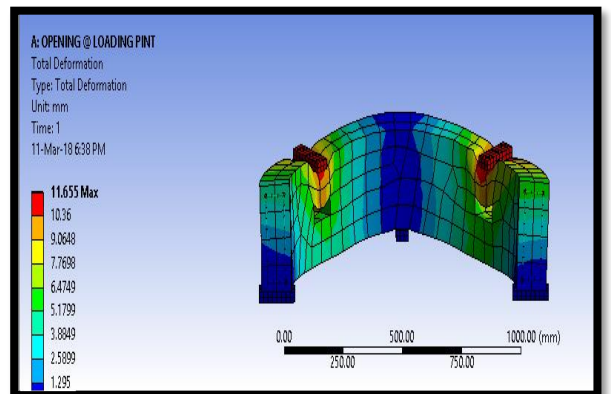 A: OPENING @ LOADING PINT
Total Deformation
Type: Total Deformation
Unit: mm
Time: 1
11-Mar-18 6:38 PM
11.655 Max
10.36
9.0648
7.7698
6.4749
5.1799
3.8849
2.5899
1.295
0.00 500.00 1000.00 (mm)
250.00 750.00